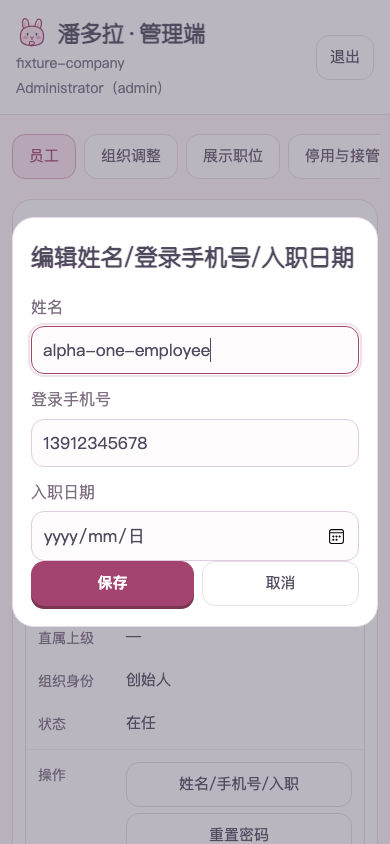 潘多拉·管理端
fixture-company
Administrator（admin）
退出
员工
组织调整
展示职位
停用与接管
编辑姓名/登录手机号/入职日期
姓名
alpha-one-employee
登录手机号
13912345678
入职日期
yyyy/mm/日
保存
取消
直属上级
—
组织身份
创始人
状态
在任
操作
姓名/手机号/入职
重置密码